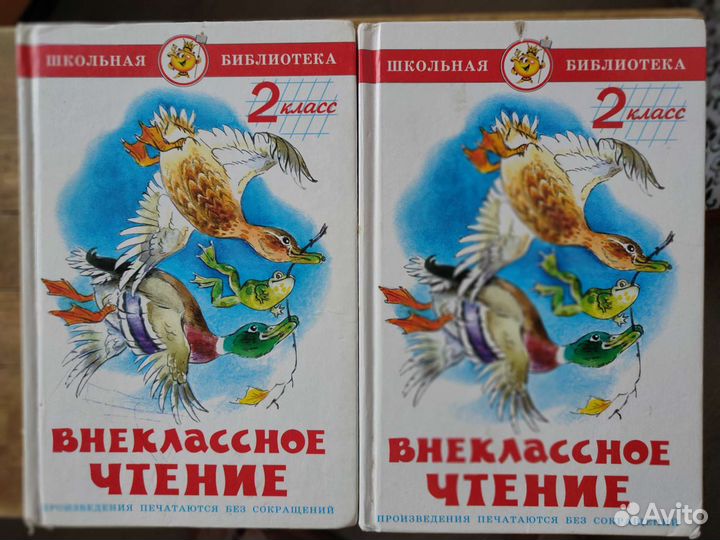 ШКОЛЬНАЯ БИБЛИОТЕКА
2 класс
ВНЕКЛАССНОЕ
ЧТЕНИЕ
ПРОИЗВЕДЕНИЯ ПЕЧАТАЮТСЯ БЕЗ СОКРАЩЕНИЙ
ШКОЛЬНАЯ БИБЛИОТЕКА
2 класс
ВНЕКЛАССНОЕ
ЧТЕНИЕ
ПРОИЗВЕДЕНИЯ ПЕЧАТАЮТСЯ БЕЗ СОКРАЩЕНИЙ
Avito